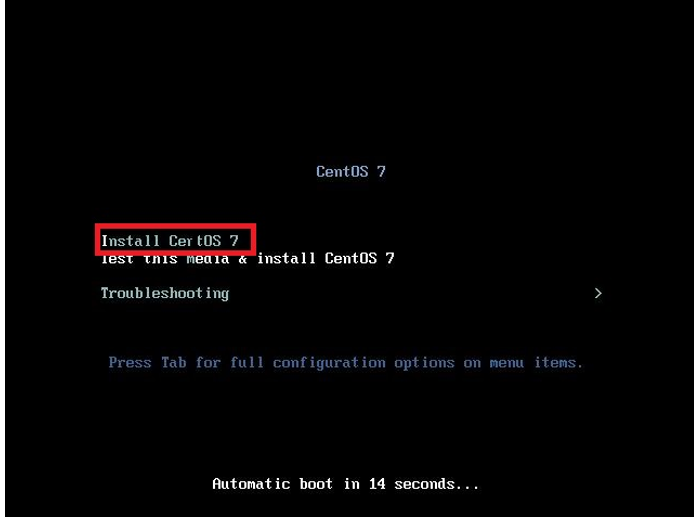 CentOS 7
Install CentOS 7
Test this media & install CentOS 7
Troubleshooting >
Press Tab for full configuration options on menu items.
Automatic boot in 14 seconds...